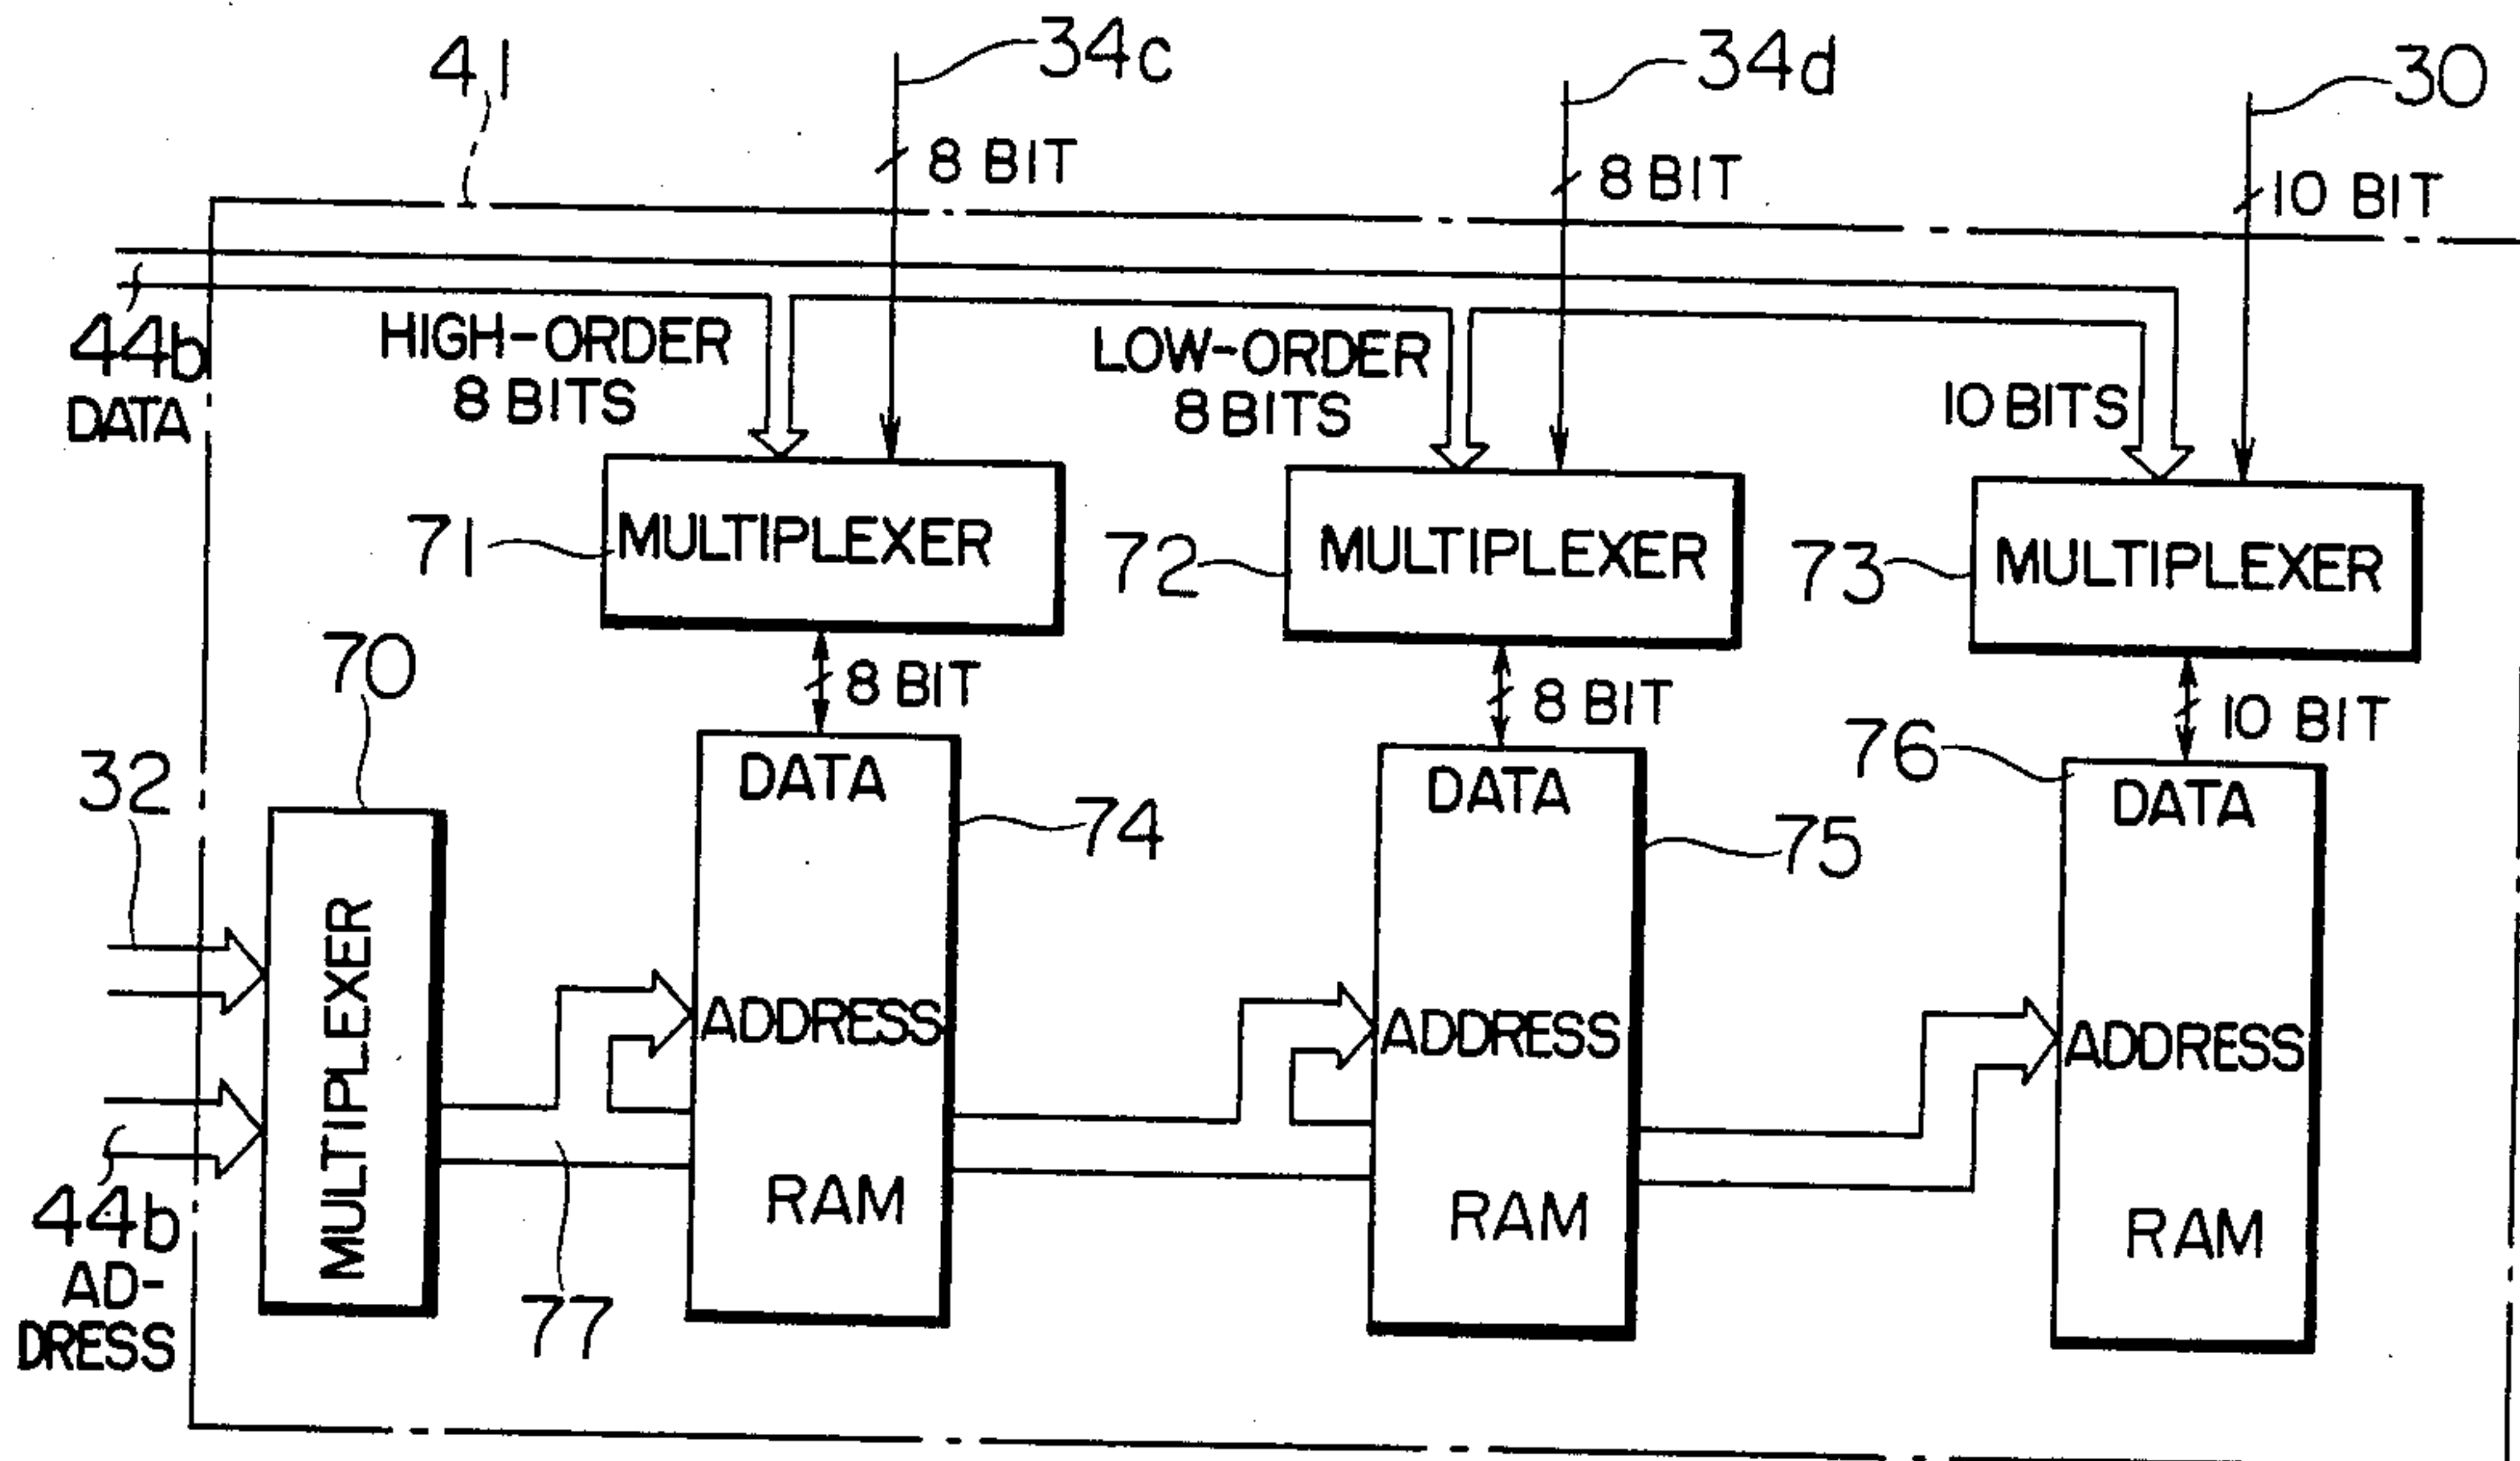 41
34c
34d
30
8 BIT
8 BIT
10 BIT
44b
DATA
HIGH-ORDER
8 BITS
LOW-ORDER
8 BITS
10 BITS
71
MULTIPLEXER
72
MULTIPLEXER
73
MULTIPLEXER
70
8 BIT
8 BIT
10 BIT
32
DATA
74
DATA
75
76
DATA
MULTIPLEXER
ADDRESS
ADDRESS
ADDRESS
44b
AD-
DRESS
77
RAM
RAM
RAM